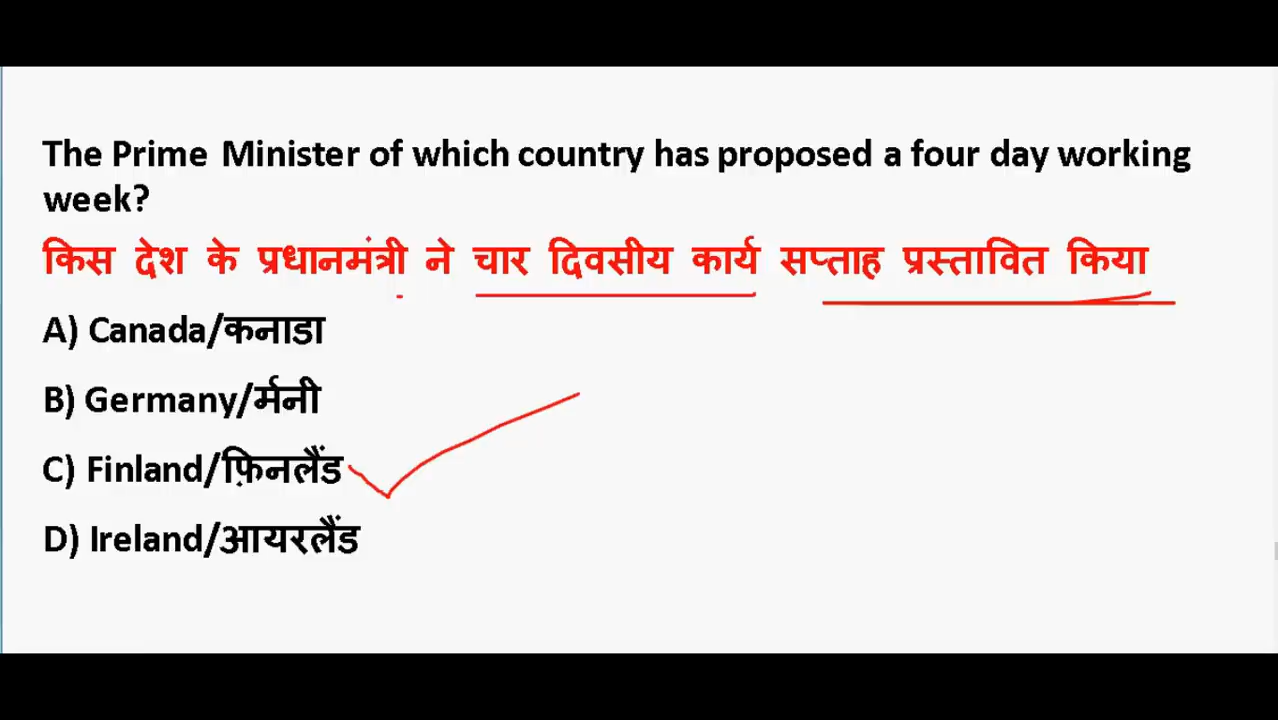 The Prime Minister of which country has proposed a four day working
week?
किस देश के प्रधानमंत्री ने चार दिवसीय कार्य सप्ताह प्रस्तावित किया
A) Canada/कनाडा
B) Germany/र्मनी
C) Finland/फ़िनलैंड
D) Ireland/आयरलैंड